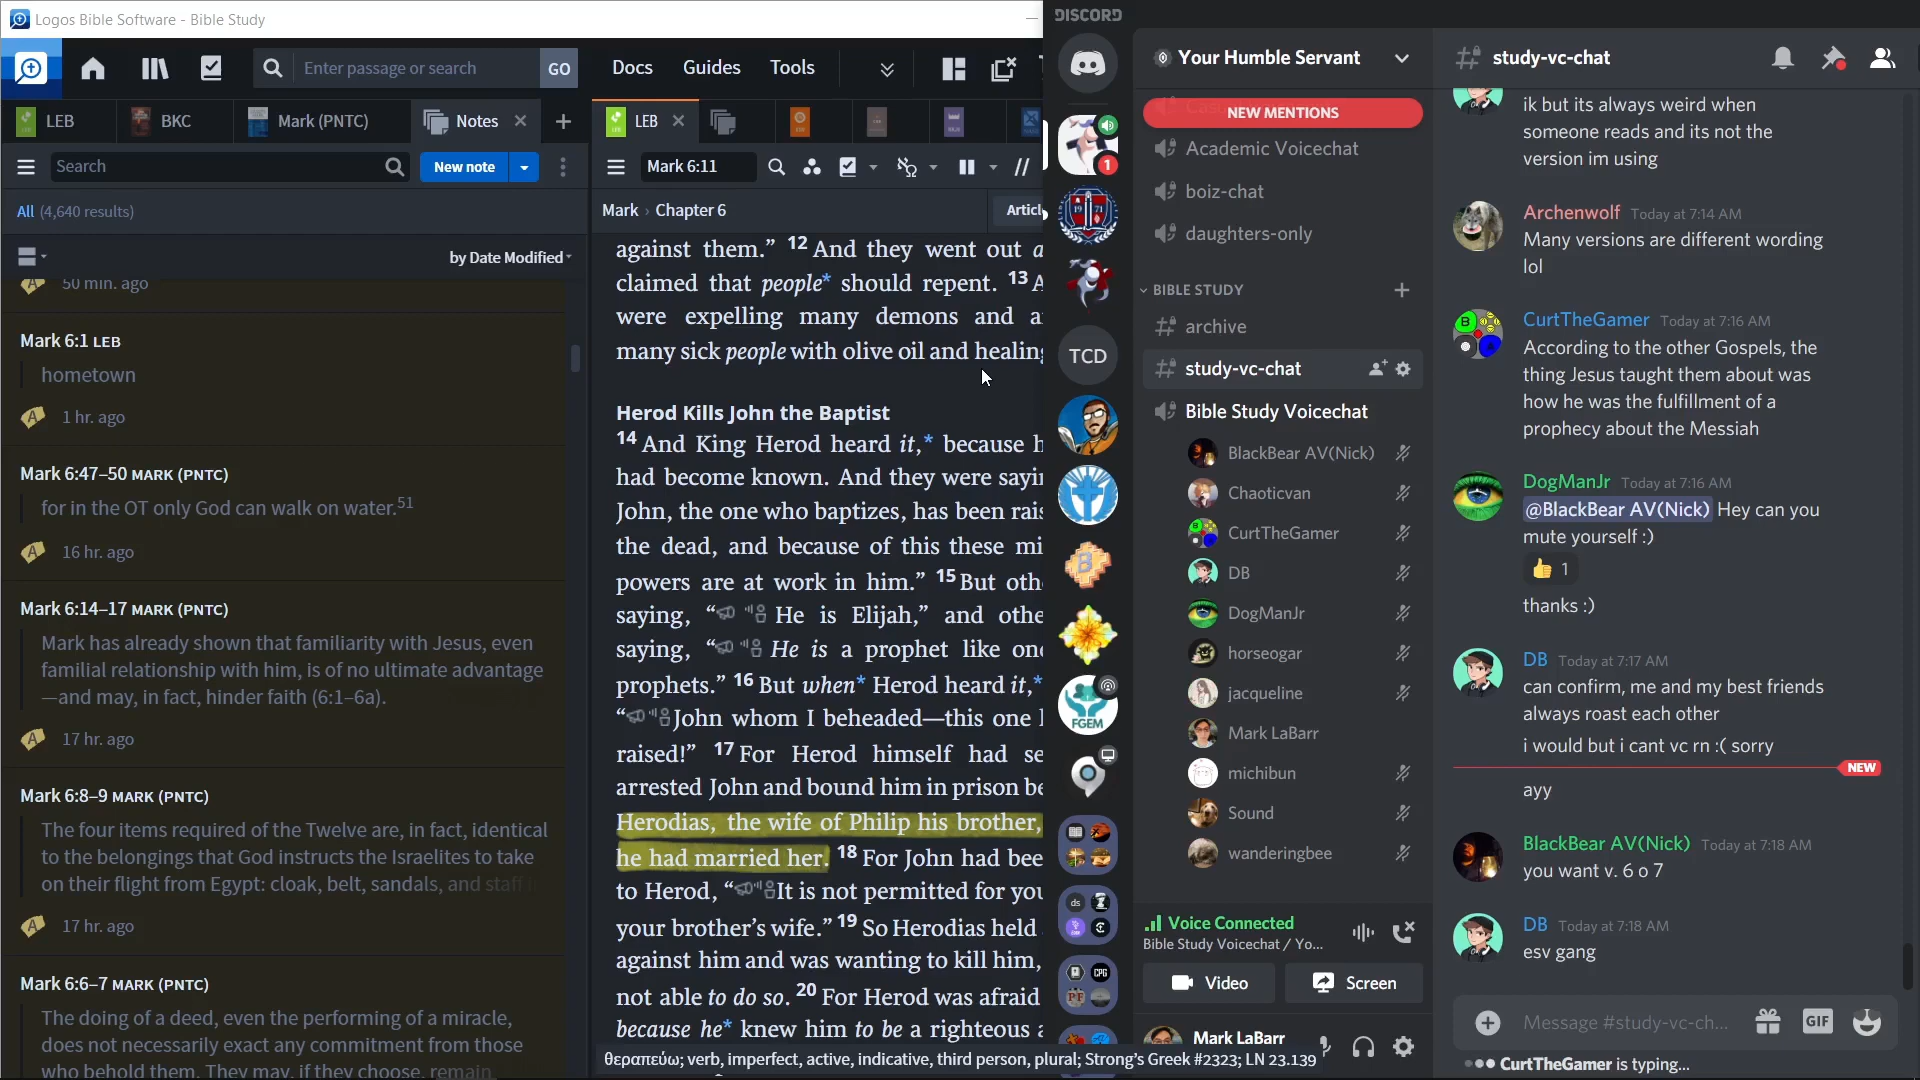 Logos Bible Software - Bible Study
Enter passage or search
GO
Docs
Guides
Tools
LEB
BKC
Mark (PNTC)
Notes
Search
New note
All (4,640 results)
by Date Modified
50 min. ago
Mark 6:1 LEB
hometown
1 hr. ago
Mark 6:47–50 MARK (PNTC)
for in the OT only God can walk on water.51
16 hr. ago
Mark 6:14–17 MARK (PNTC)
Mark has already shown that familiarity with Jesus, even
familial relationship with him, is of no ultimate advantage
—and may, in fact, hinder faith (6:1–6a).
17 hr. ago
Mark 6:8–9 MARK (PNTC)
The four items required of the Twelve are, in fact, identical
to the belongings that God instructs the Israelites to take
on their flight from Egypt: cloak, belt, sandals, and staff
17 hr. ago
Mark 6:6–7 MARK (PNTC)
The doing of a deed, even the performing of a miracle,
does not necessarily exact any commitment from those
who behold them. They may, if they choose, remain
LEB
Mark 6:11
Mark › Chapter 6
Articl
against them.” 12 And they went out a
claimed that people* should repent. 13 A
were expelling many demons and a
many sick people with olive oil and healing
Herod Kills John the Baptist
14 And King Herod heard it,* because h
had become known. And they were sayi
John, the one who baptizes, has been rais
the dead, and because of this these mi
powers are at work in him.” 15 But oth
saying, “He is Elijah,” and othe
saying, “He is a prophet like on
prophets.” 16 But when* Herod heard it,*
“John whom I beheaded—this one
raised!” 17 For Herod himself had se
arrested John and bound him in prison be
Herodias, the wife of Philip his brother,
he had married her. 18 For John had bee
to Herod, “It is not permitted for you
your brother’s wife.” 19 So Herodias held
against him and was wanting to kill him,
not able to do so. 20 For Herod was afraid
because he* knew him to be a righteous a
θεραπεύω; verb, imperfect, active, indicative, third person, plural; Strong’s Greek #2323; LN 23.139
DISCORD
1
19 71
TCD
FGEM
ds
CPG
PF
Your Humble Servant
NEW MENTIONS
Academic Voicechat
boiz-chat
daughters-only
BIBLE STUDY
archive
study-vc-chat
Bible Study Voicechat
BlackBear AV(Nick)
Chaoticvan
CurtTheGamer
DB
DogManJr
horseogar
jacqueline
Mark LaBarr
michibun
Sound
wanderingbee
Voice Connected
Bible Study Voicechat / Yo...
Video
Screen
Mark LaBarr
study-vc-chat
ik but its always weird when
someone reads and its not the
version im using
Archenwolf Today at 7:14 AM
Many versions are different wording
lol
CurtTheGamer Today at 7:16 AM
According to the other Gospels, the
thing Jesus taught them about was
how he was the fulfillment of a
prophecy about the Messiah
DogManJr Today at 7:16 AM
@BlackBear AV(Nick) Hey can you
mute yourself :)
1
thanks :)
DB Today at 7:17 AM
can confirm, me and my best friends
always roast each other
i would but i cant vc rn :( sorry
NEW
ayy
BlackBear AV(Nick) Today at 7:18 AM
you want v. 6 o 7
DB Today at 7:18 AM
esv gang
Message #study-vc-ch...
GIF
CurtTheGamer is typing...